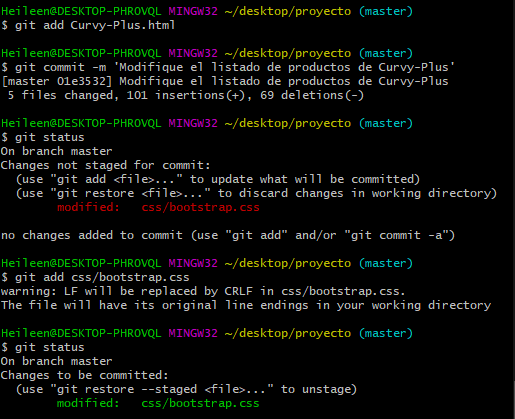 Heileen@DESKTOP-PHROVQL MINGW32 ~/desktop/proyecto (master)
$ git add Curvy-Plus.html
Heileen@DESKTOP-PHROVQL MINGW32 ~/desktop/proyecto (master)
$ git commit -m 'Modifique el listado de productos de Curvy-Plus'
[master 01e3532] Modifique el listado de productos de Curvy-Plus
 5 files changed, 101 insertions(+), 69 deletions(-)
Heileen@DESKTOP-PHROVQL MINGW32 ~/desktop/proyecto (master)
$ git status
On branch master
Changes not staged for commit:
  (use "git add <file>..." to update what will be committed)
  (use "git restore <file>..." to discard changes in working directory)
        modified:   css/bootstrap.css
no changes added to commit (use "git add" and/or "git commit -a")
Heileen@DESKTOP-PHROVQL MINGW32 ~/desktop/proyecto (master)
$ git add css/bootstrap.css
warning: LF will be replaced by CRLF in css/bootstrap.css.
The file will have its original line endings in your working directory
Heileen@DESKTOP-PHROVQL MINGW32 ~/desktop/proyecto (master)
$ git status
On branch master
Changes to be committed:
  (use "git restore --staged <file>..." to unstage)
        modified:   css/bootstrap.css